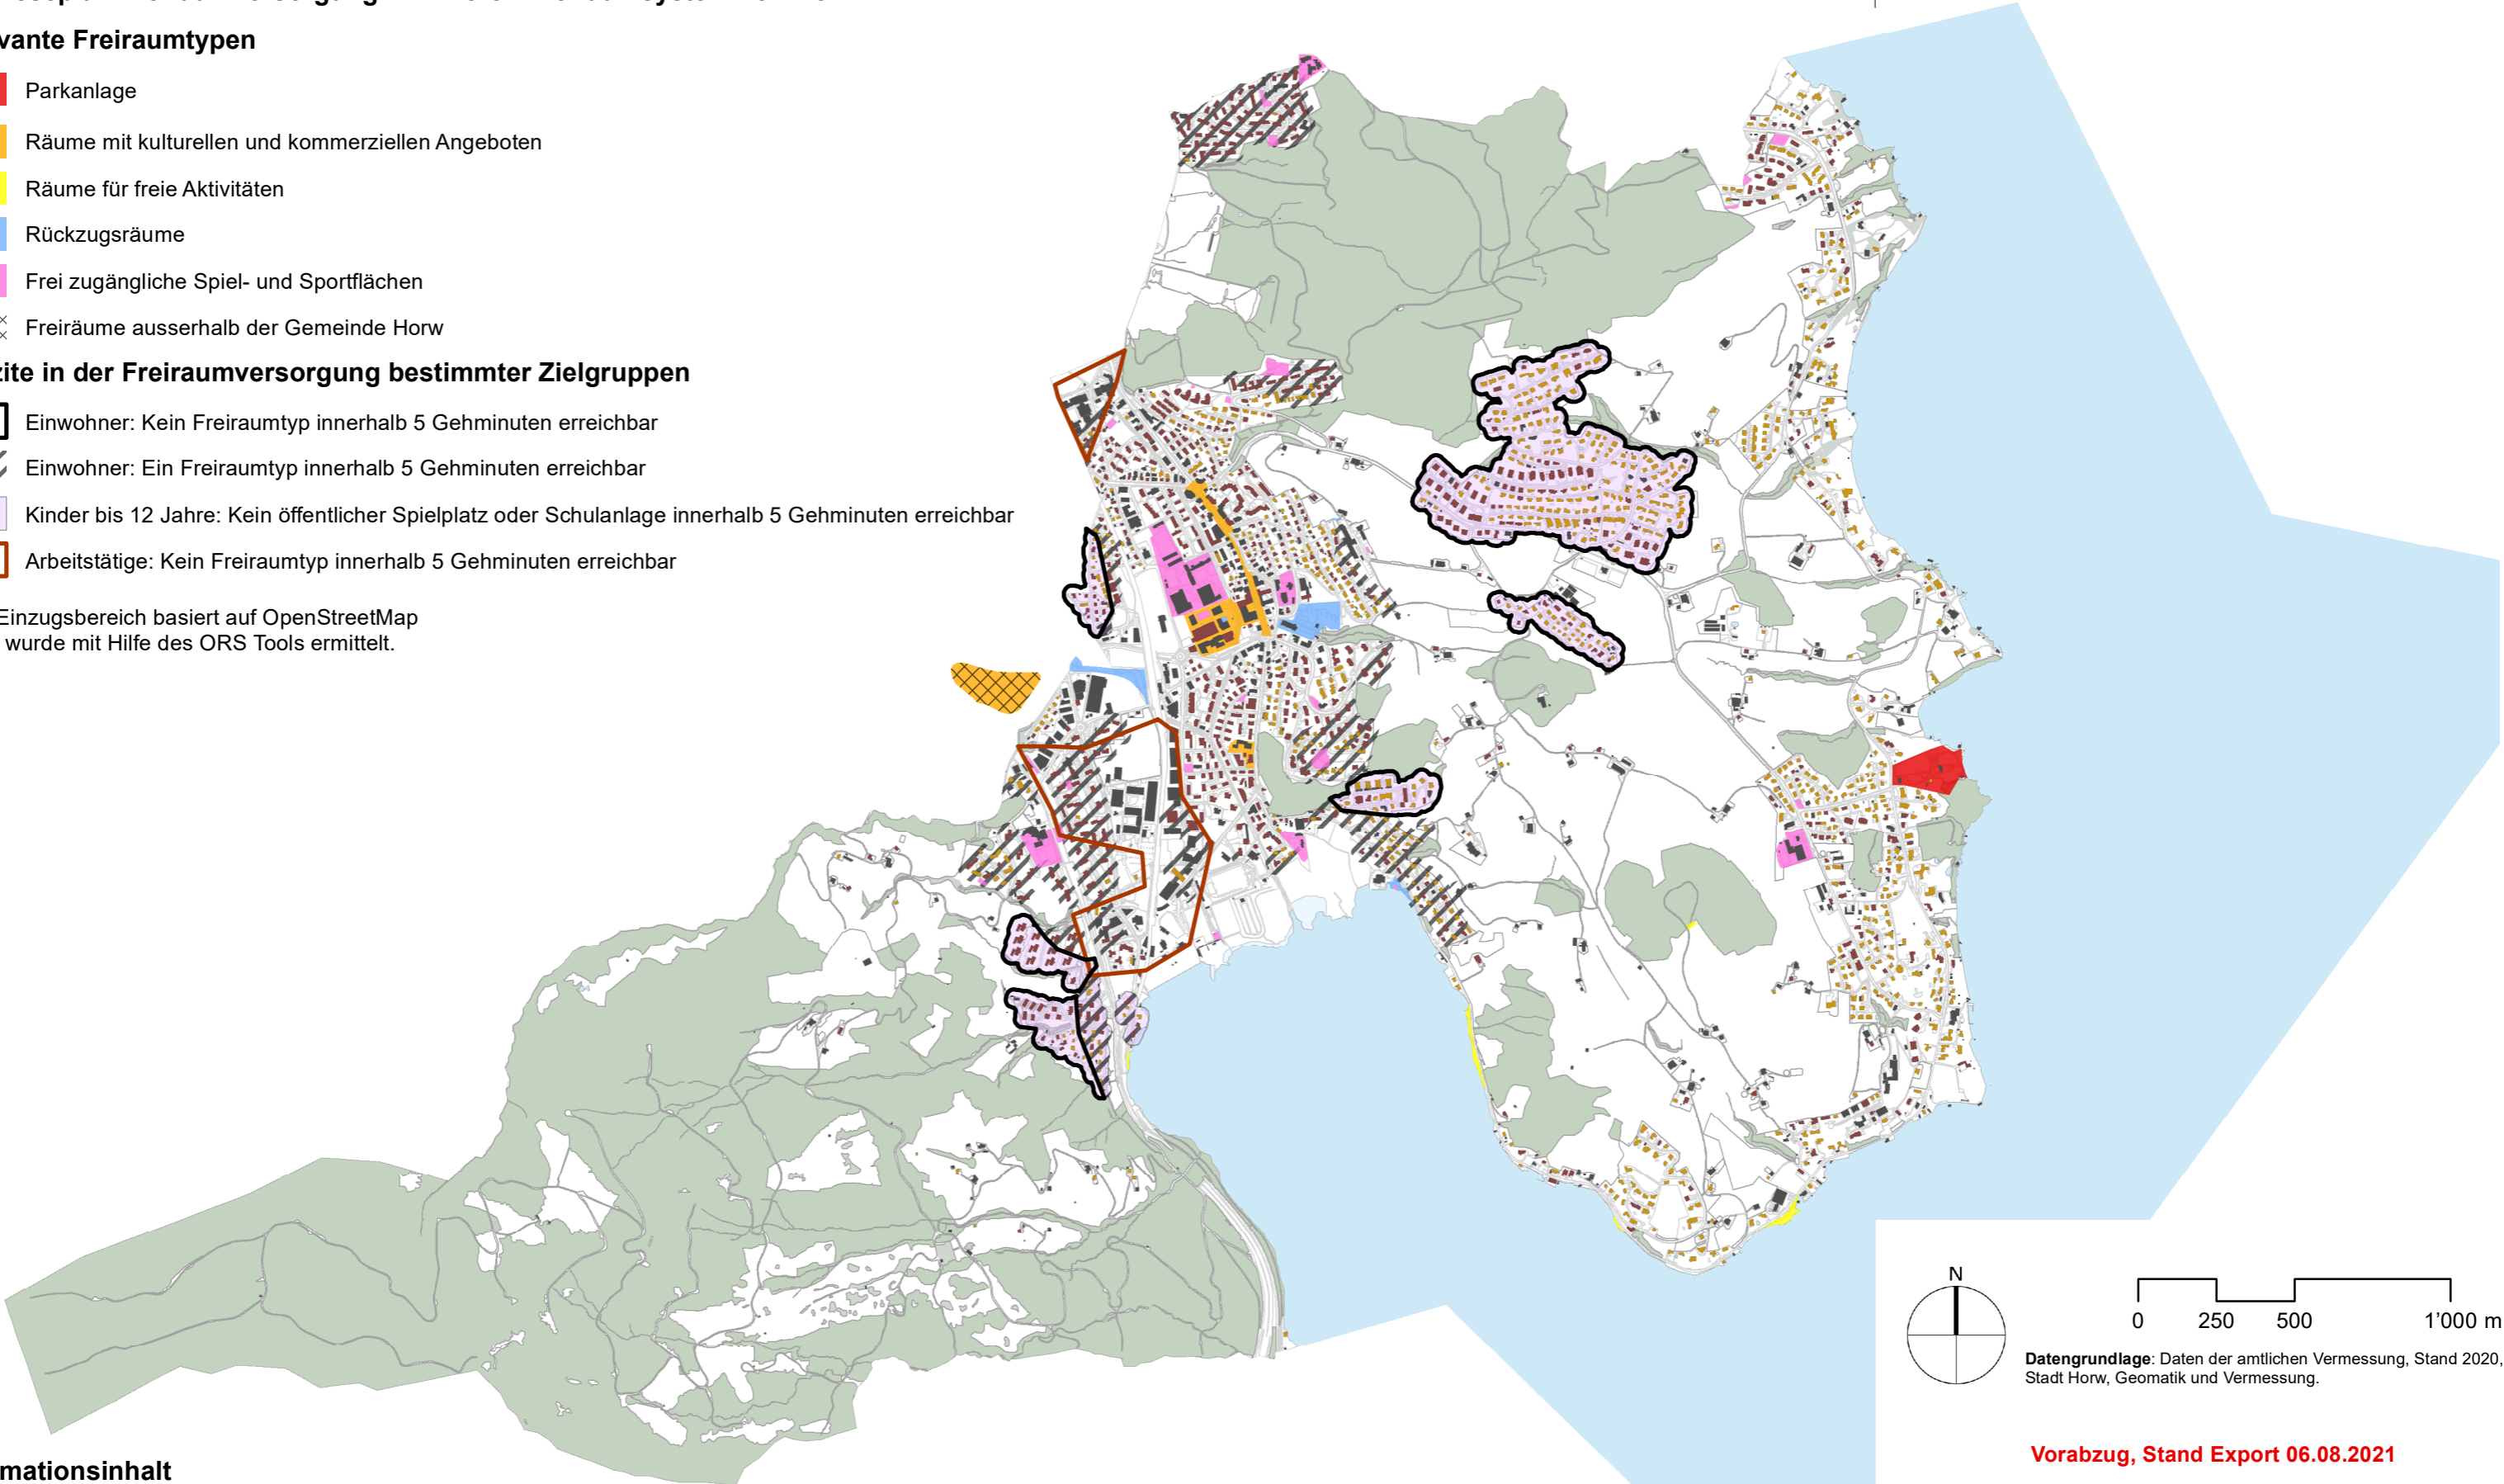 vante Freiraumtypen
Parkanlage
Räume mit kulturellen und kommerziellen Angeboten
Räume für freie Aktivitäten
Rückzugsräume
Frei zugängliche Spiel- und Sportflächen
Freiräume ausserhalb der Gemeinde Horw
zite in der Freiraumversorgung bestimmter Zielgruppen
Einwohner: Kein Freiraumtyp innerhalb 5 Gehminuten erreichbar
Einwohner: Ein Freiraumtyp innerhalb 5 Gehminuten erreichbar
Kinder bis 12 Jahre: Kein öffentlicher Spielplatz oder Schulanlage innerhalb 5 Gehminuten erreichbar
Arbeitstätige: Kein Freiraumtyp innerhalb 5 Gehminuten erreichbar
Einzugsbereich basiert auf OpenStreetMap
wurde mit Hilfe des ORS Tools ermittelt.
N
0 250 500 1'000 m
Datengrundlage: Daten der amtlichen Vermessung, Stand 2020,
Stadt Horw, Geomatik und Vermessung.
Vorabzug, Stand Export 06.08.2021
mationsinhalt